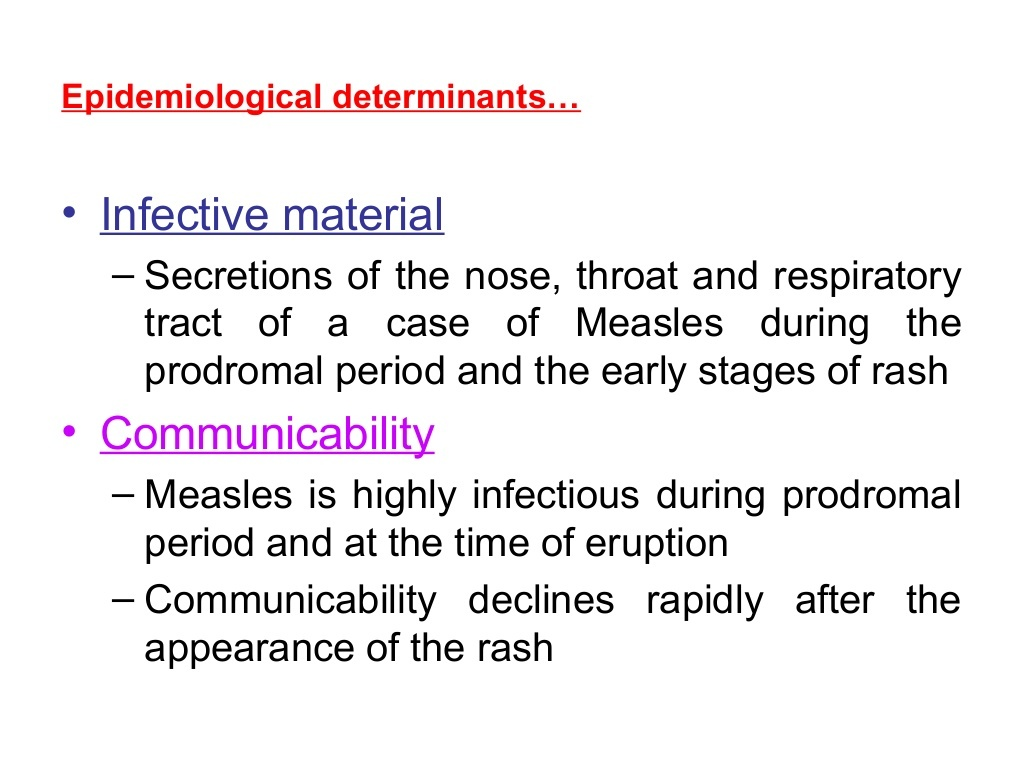 Epidemiological determinants…
• Infective material
– Secretions of the nose, throat and respiratory
tract of a case of Measles during the
prodromal period and the early stages of rash
• Communicability
– Measles is highly infectious during prodromal
period and at the time of eruption
– Communicability declines rapidly after the
appearance of the rash